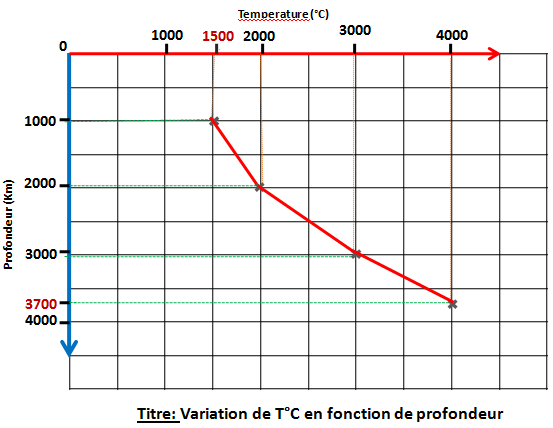 Temperature (°C)
0 1000 1500 2000 3000 4000
1000
2000
3000
3700
4000
Profondeur (Km)
Titre: Variation de T°C en fonction de profondeur